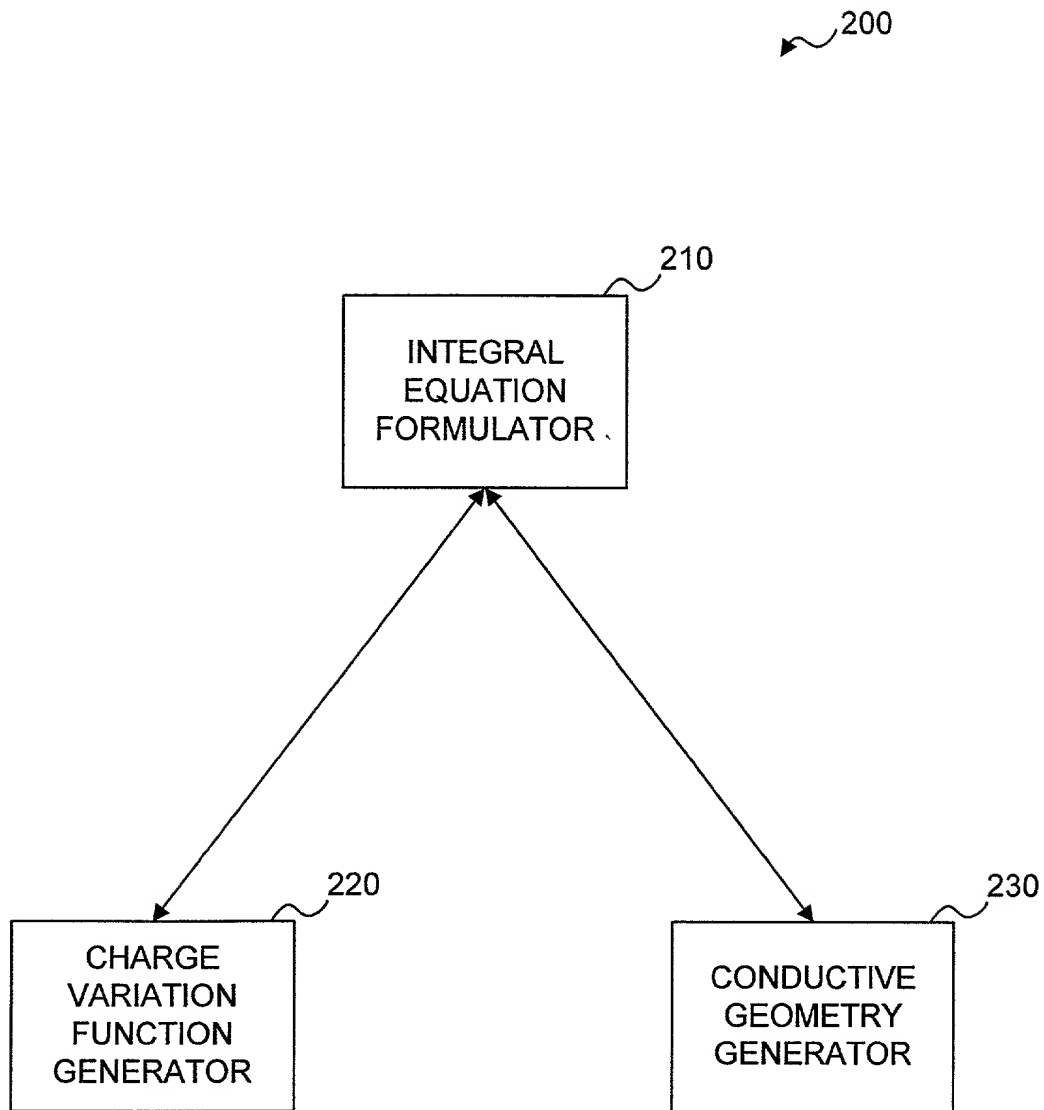 200
210
INTEGRAL
EQUATION
FORMULATOR
220
CHARGE
VARIATION
FUNCTION
GENERATOR
230
CONDUCTIVE
GEOMETRY
GENERATOR